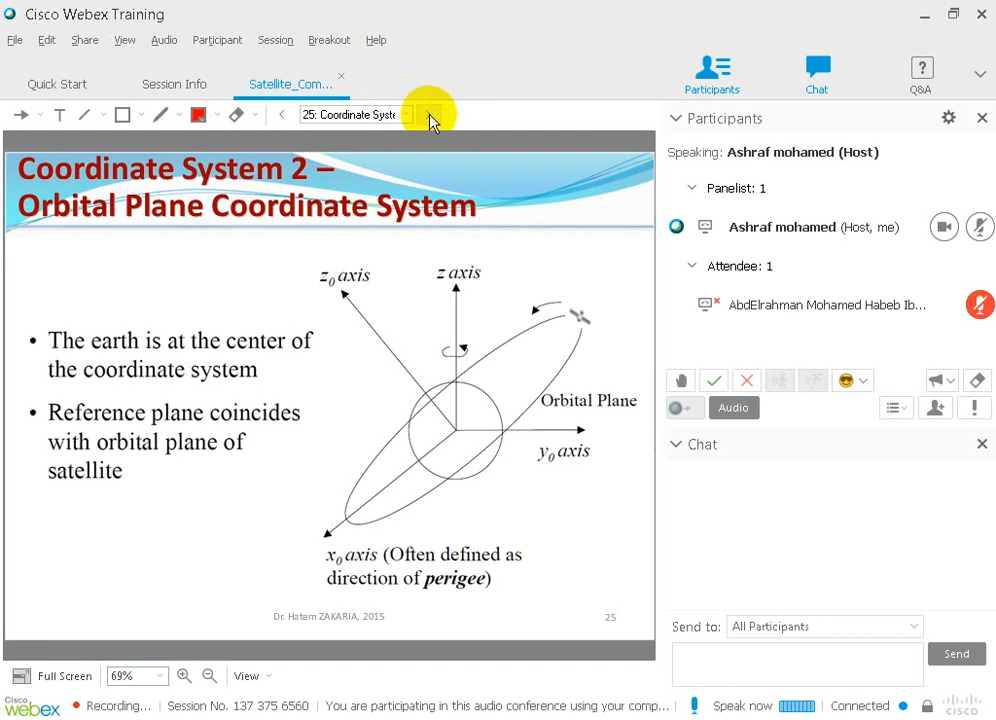 Cisco Webex Training
File Edit Share View Audio Participant Session Breakout Help
Quick Start Session Info Satellite_Com...
Participants Chat Q&A
25: Coordinate Syste
Participants
Speaking: Ashraf mohamed (Host)
Panelist: 1
Ashraf mohamed (Host, me)
Attendee: 1
AbdElrahman Mohamed Habeb Ib...
Audio
Chat
Send to: All Participants
Send
Coordinate System 2 –
Orbital Plane Coordinate System
• The earth is at the center of
the coordinate system
• Reference plane coincides
with orbital plane of
satellite
z₀ axis
z axis
Orbital Plane
y₀ axis
x₀ axis (Often defined as
direction of perigee)
Dr. Hatem ZAKARIA, 2015 25
Full Screen 69% View
Cisco webex Recording... Session No. 137 375 6560 You are participating in this audio conference using your comp... Speak now Connected cisco